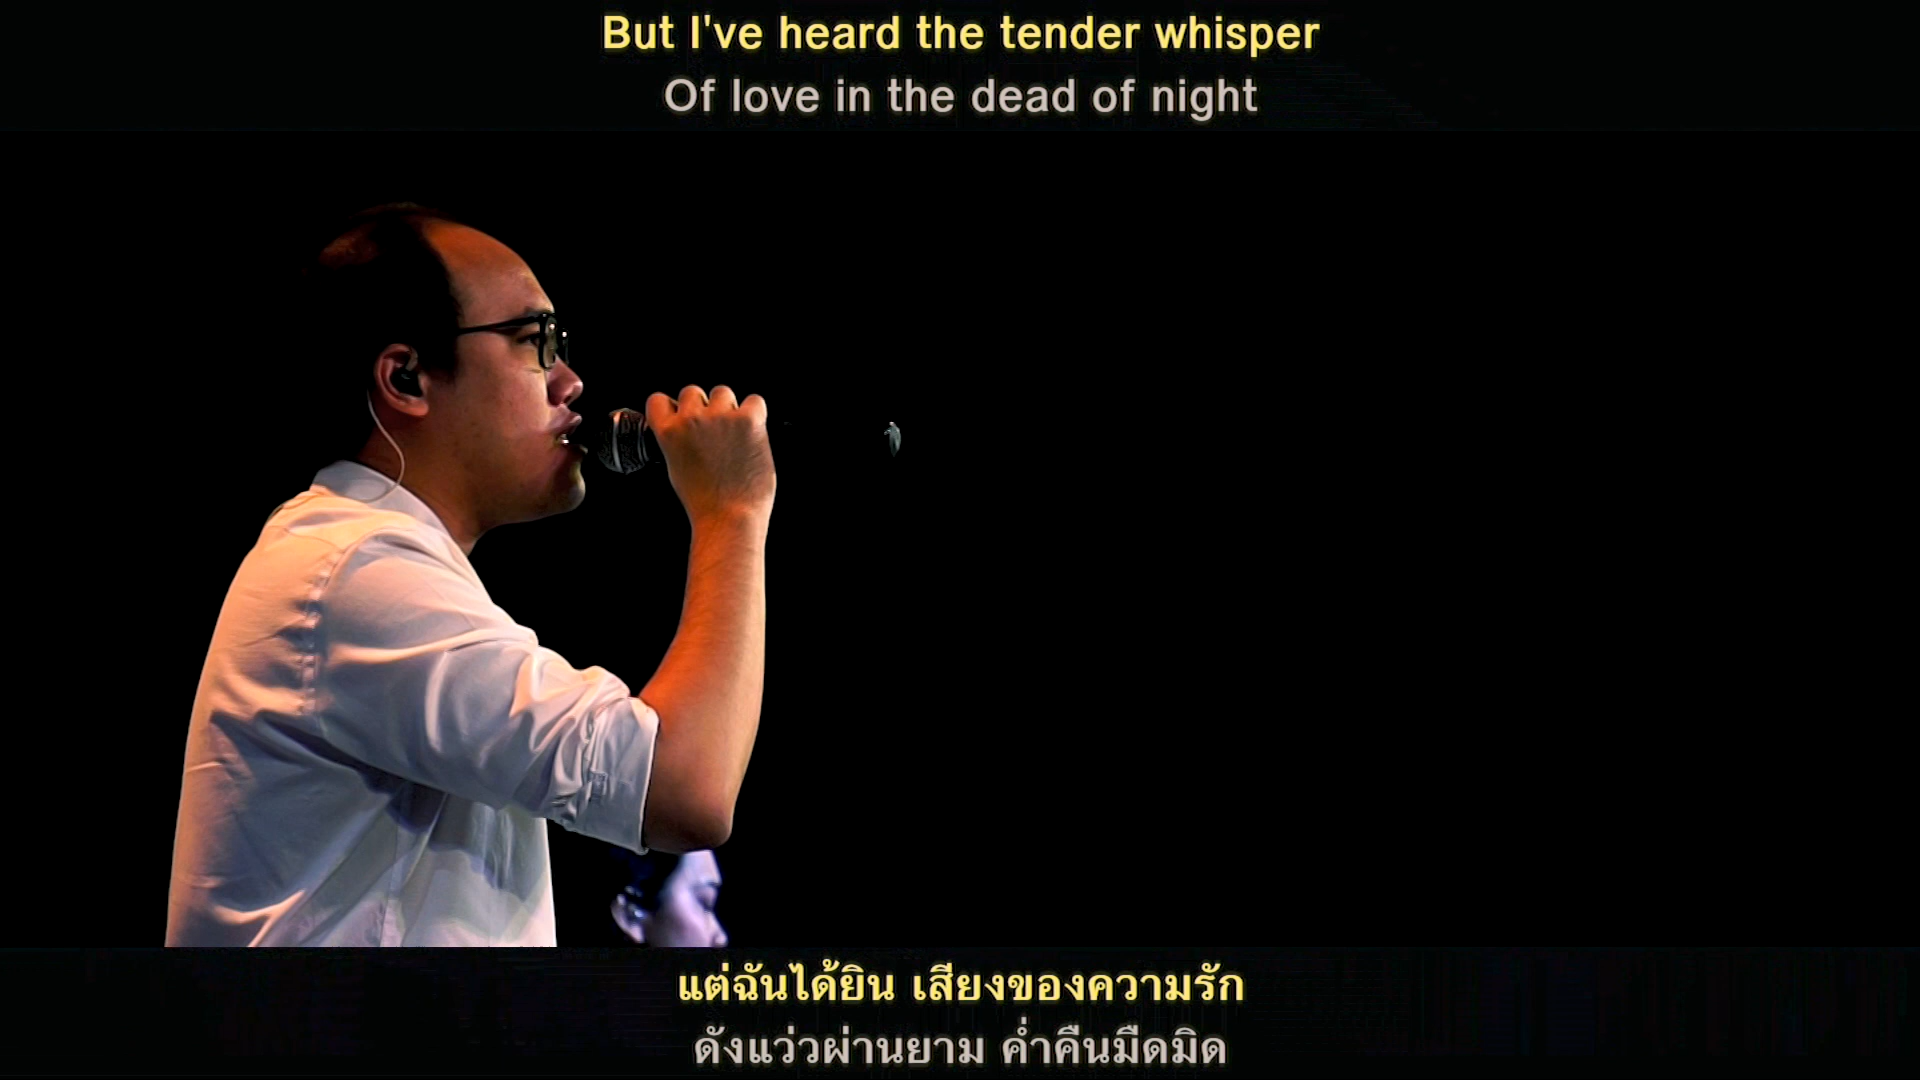 But I've heard the tender whisper
Of love in the dead of night
แต่ฉันได้ยิน เสียงของความรัก
ดังแว่วผ่านยาม ค่ำคืนมืดมิด